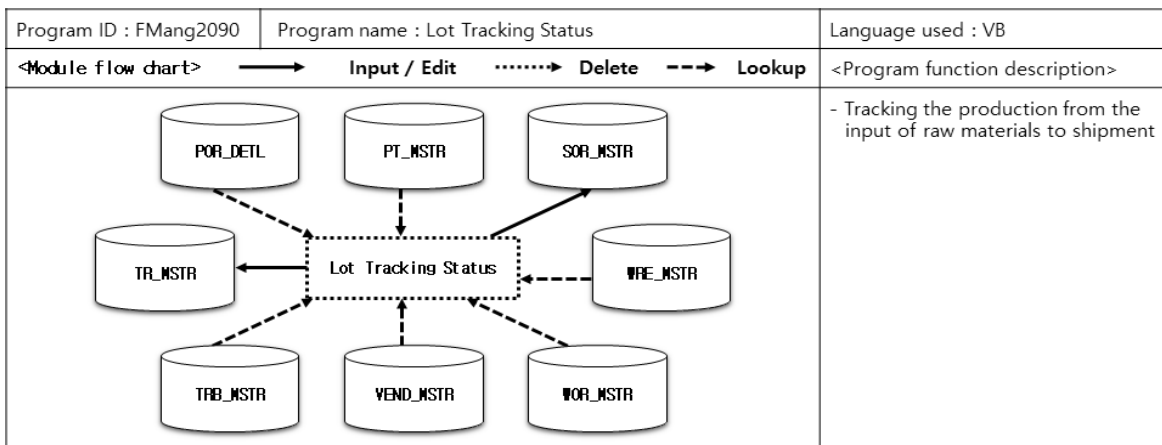 Program ID : FMang2090 Program name : Lot Tracking Status Language used : VB
<Module flow chart> Input / Edit Delete Lookup <Program function description>
- Tracking the production from the
input of raw materials to shipment
POR_DETL PT_MSTR SOR_MSTR
TR_MSTR Lot Tracking Status WRE_MSTR
TRB_MSTR VEND_MSTR WOR_MSTR